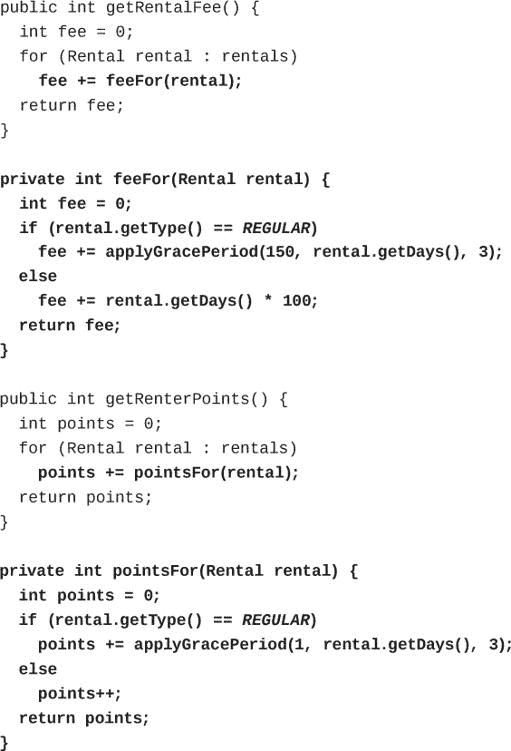 public int getRentalFee() {
  int fee = 0;
  for (Rental rental : rentals)
    fee += feeFor(rental);
  return fee;
}

private int feeFor(Rental rental) {
  int fee = 0;
  if (rental.getType() == REGULAR)
    fee += applyGracePeriod(150, rental.getDays(), 3);
  else
    fee += rental.getDays() * 100;
  return fee;
}

public int getRenterPoints() {
  int points = 0;
  for (Rental rental : rentals)
    points += pointsFor(rental);
  return points;
}

private int pointsFor(Rental rental) {
  int points = 0;
  if (rental.getType() == REGULAR)
    points += applyGracePeriod(1, rental.getDays(), 3);
  else
    points++;
  return points;
}